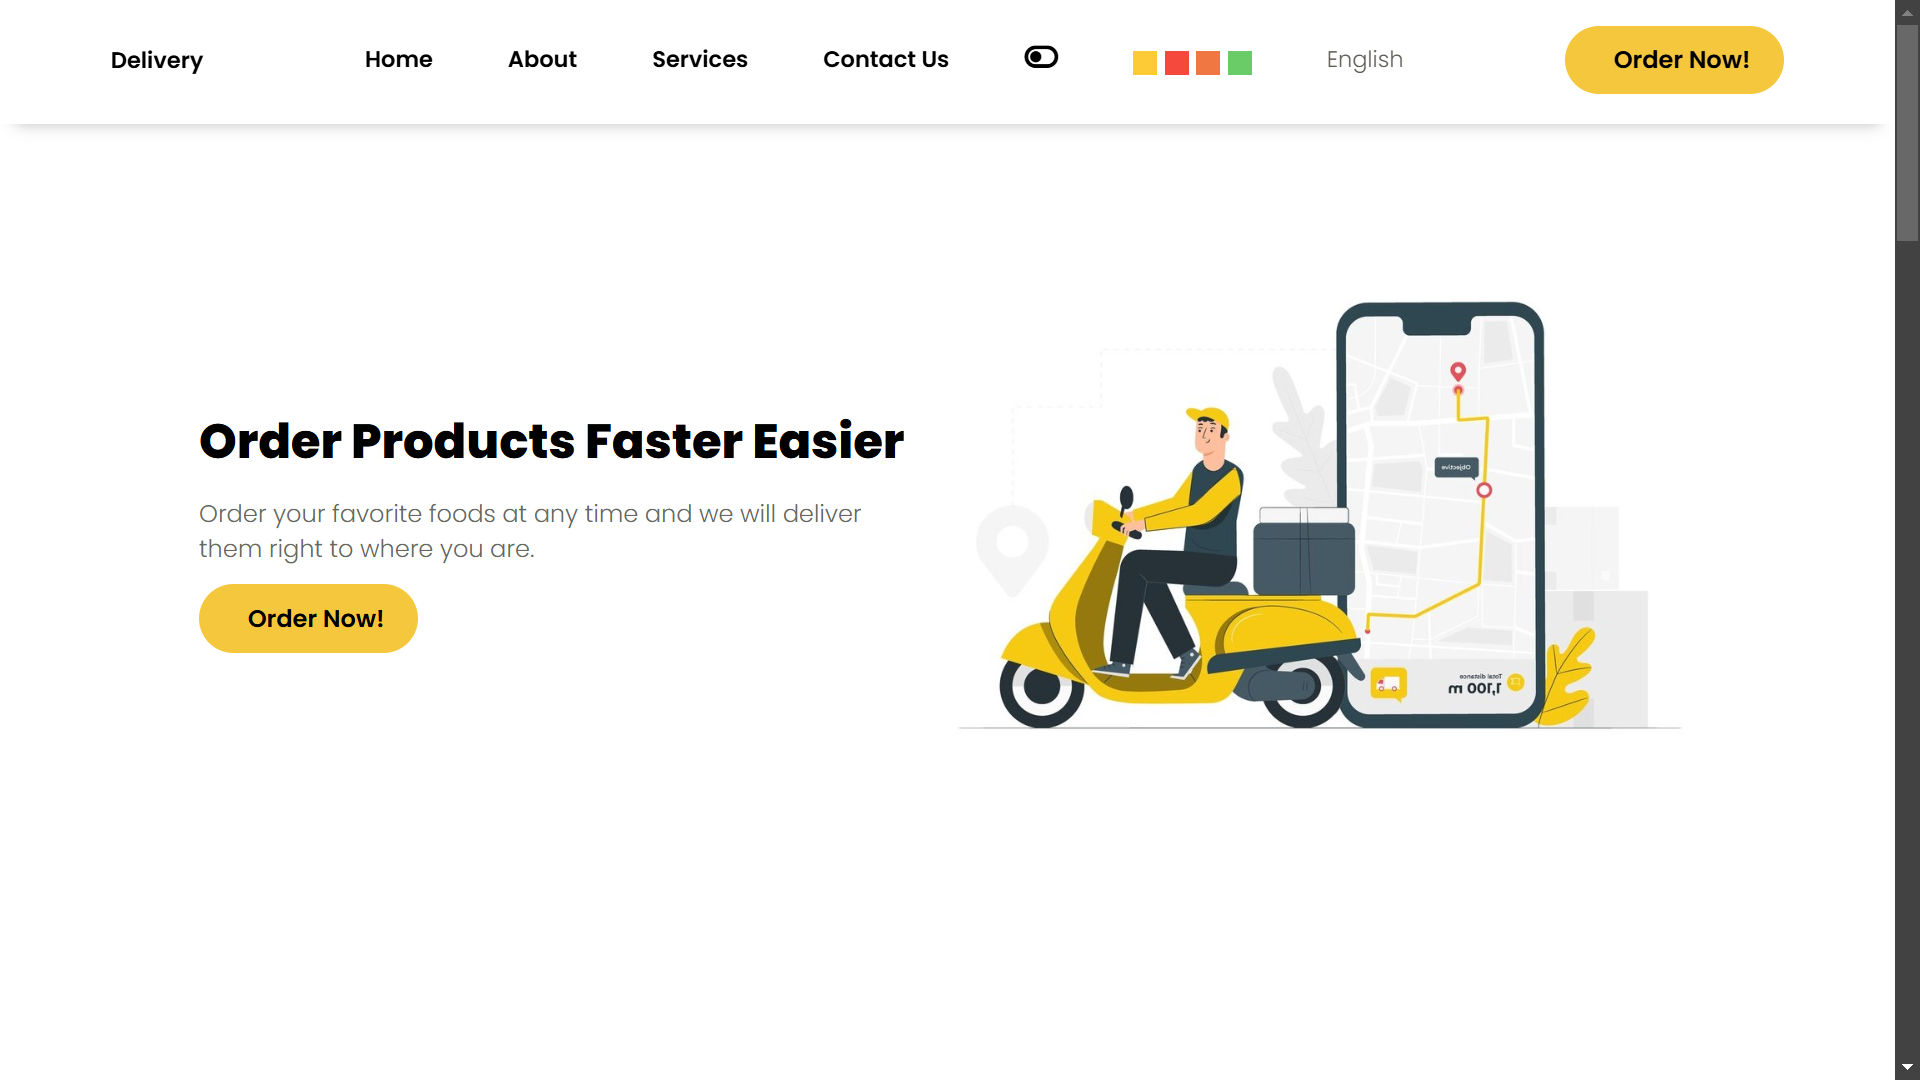 Delivery
Home
About
Services
Contact Us
English
Order Now!
Order Products Faster Easier
Order your favorite foods at any time and we will deliver
them right to where you are.
Order Now!
Objective
Total distance
1,100 m